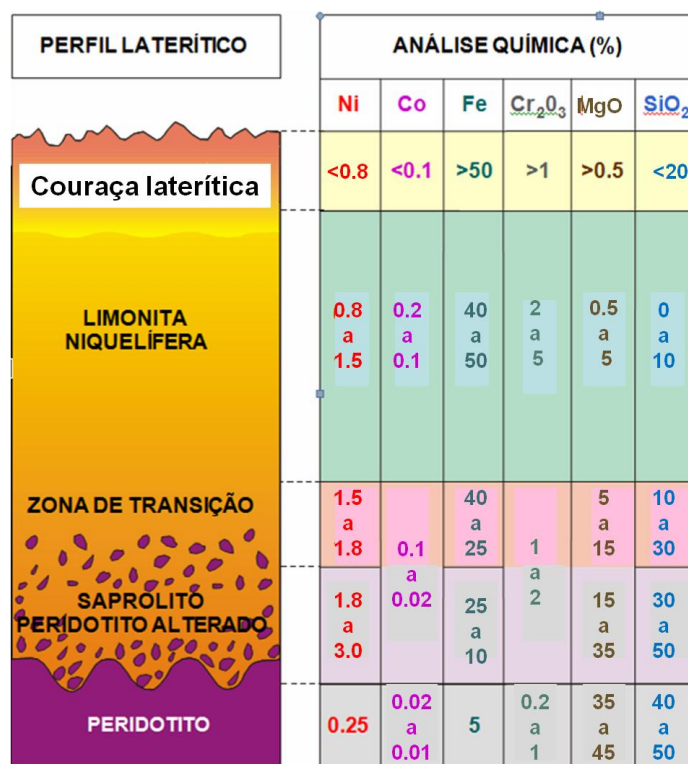 PERFIL LATERÍTICO
ANÁLISE QUÍMICA (%)
Ni Co Fe Cr₂0₃ MgO SiO₂
Couraça laterítica
<0.8 <0.1 >50 >1 >0.5 <20
LIMONITA
NIQUELÍFERA
0.8 0.2 40 2 0.5 0
a a a a a a
1.5 0.1 50 5 5 10
ZONA DE TRANSIÇÃO
1.5 40 5 10
a a a a
1.8 0.1 25 1 15 30
a a
SAPROLITO
PERÍDOTITO ALTERADO
1.8 0.02 25 2 15 30
a a a a
3.0 10 35 50
PERIDOTITO
0.02 0.2 35 40
0.25 a 5 a a a
0.01 1 45 50